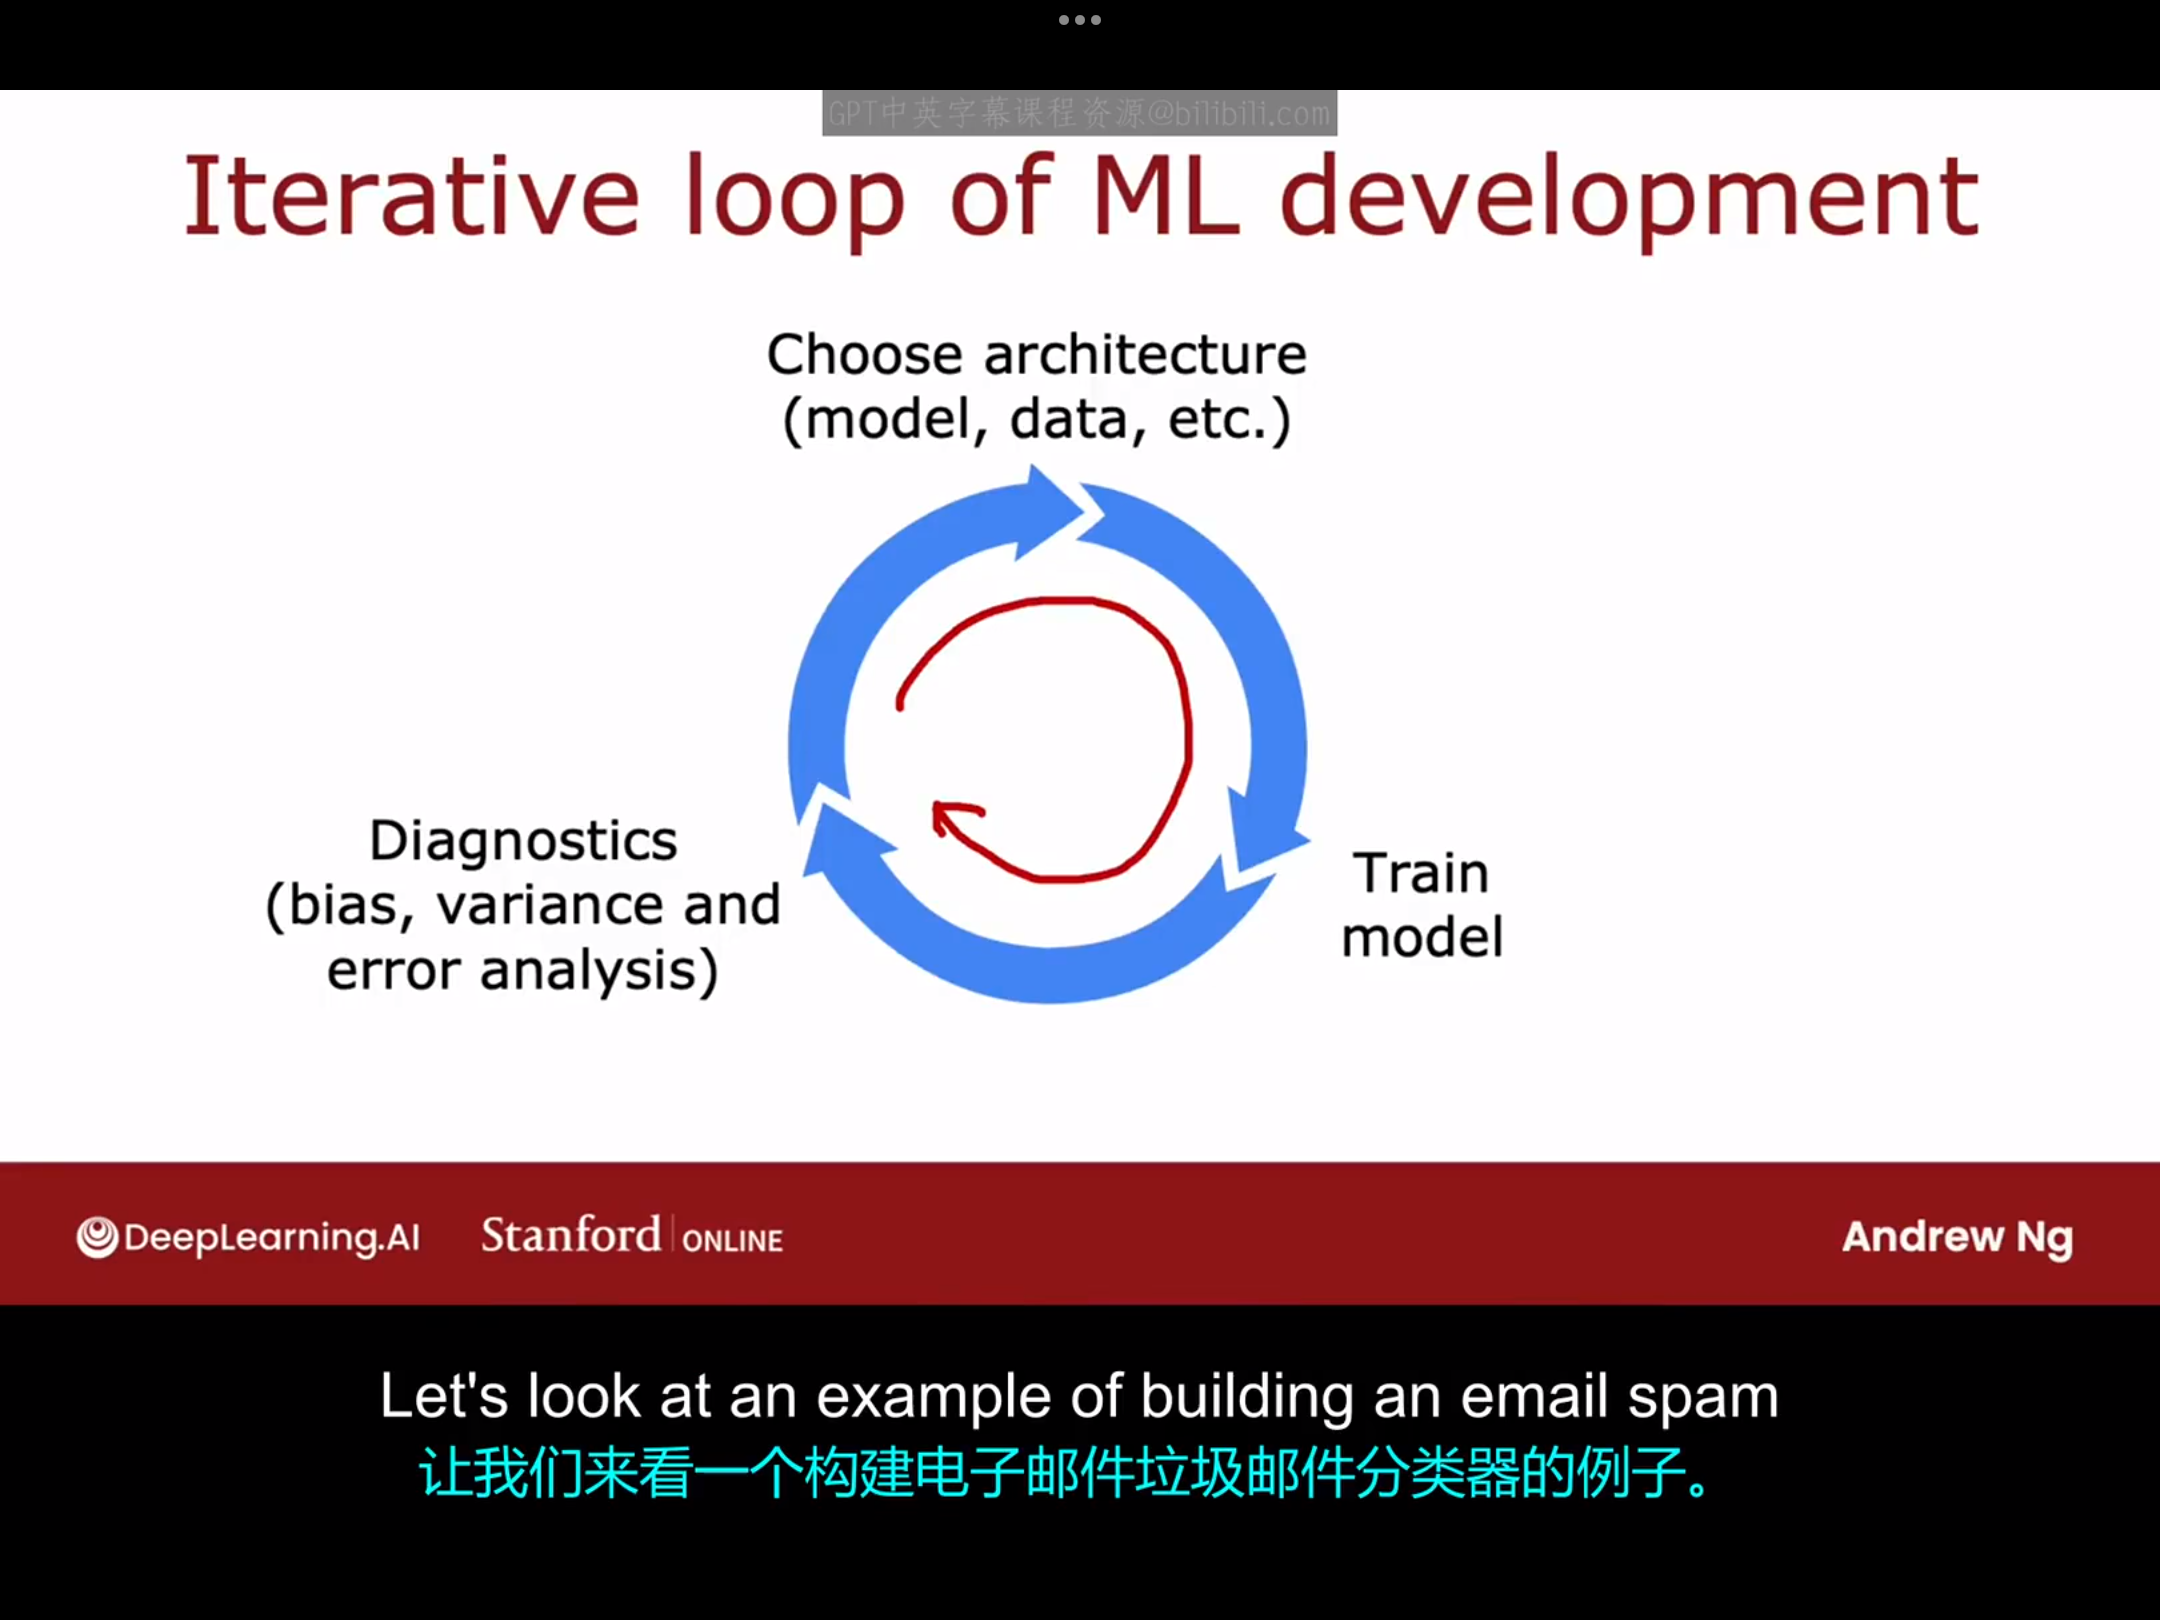 GPT中英字幕课程资源@bilibili.com
Iterative loop of ML development
Choose architecture
(model, data, etc.)
Diagnostics
(bias, variance and
error analysis)
Train
model
DeepLearning.AI
Stanford | ONLINE
Andrew Ng
Let's look at an example of building an email spam
让我们来看一个构建电子邮件垃圾邮件分类器的例子。